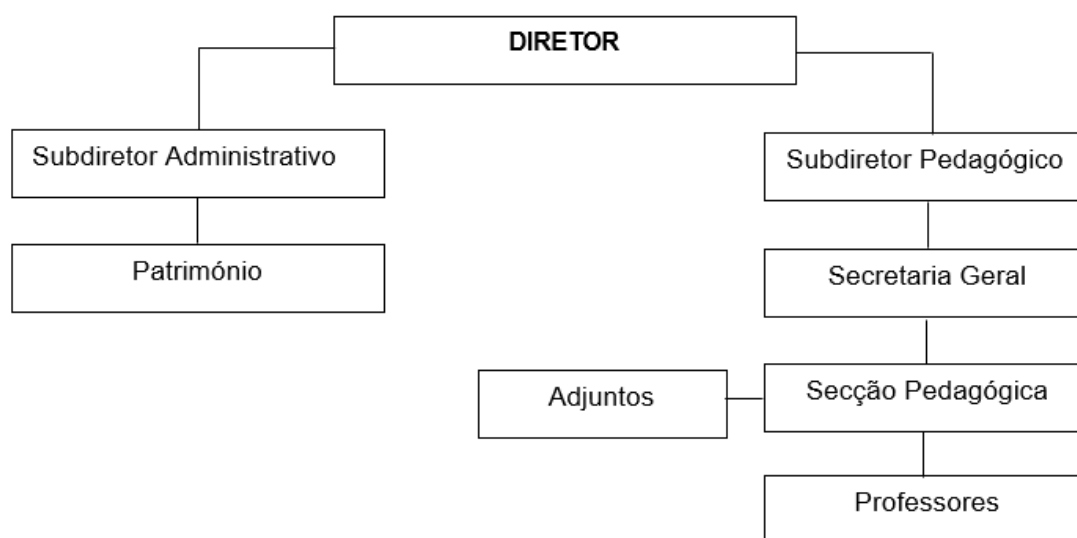 DIRETOR
Subdiretor Administrativo
Subdiretor Pedagógico
Património
Secretaria Geral
Adjuntos
Secção Pedagógica
Professores